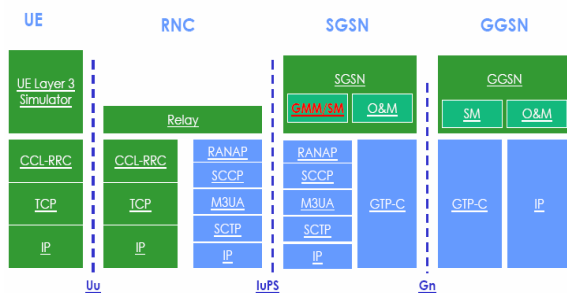 UE
RNC
SGSN
GGSN
UE Layer 3
Simulator
SGSN
GGSN
GMM/SM
O&M
SM
O&M
Relay
CCL-RRC
CCL-RRC
RANAP
RANAP
SCCP
SCCP
TCP
TCP
M3UA
M3UA
GTP-C
GTP-C
IP
SCTP
SCTP
IP
IP
IP
IP
Uu
IuPS
Gn